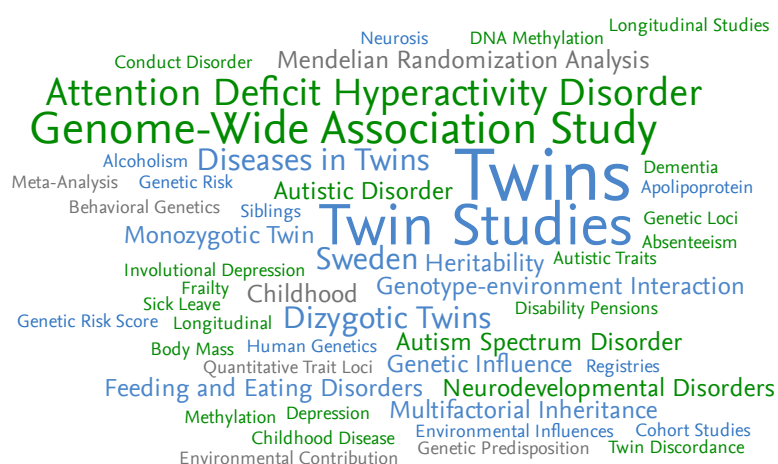 Longitudinal Studies
Neurosis DNA Methylation
Conduct Disorder Mendelian Randomization Analysis
Attention Deficit Hyperactivity Disorder
Genome-Wide Association Study
Alcoholism Diseases in Twins Twins Dementia
Meta-Analysis Genetic Risk Autistic Disorder Apolipoprotein
Behavioral Genetics Siblings Twin Studies Genetic Loci
Monozygotic Twin Absenteeism
Sweden Heritability Autistic Traits
Involutional Depression
Frailty Childhood Genotype-environment Interaction
Sick Leave Disability Pensions
Genetic Risk Score Longitudinal Dizygotic Twins
Body Mass Human Genetics Autism Spectrum Disorder
Quantitative Trait Loci Genetic Influence Registries
Feeding and Eating Disorders Neurodevelopmental Disorders
Methylation Depression Multifactorial Inheritance
Childhood Disease Environmental Influences Cohort Studies
Environmental Contribution Genetic Predisposition Twin Discordance